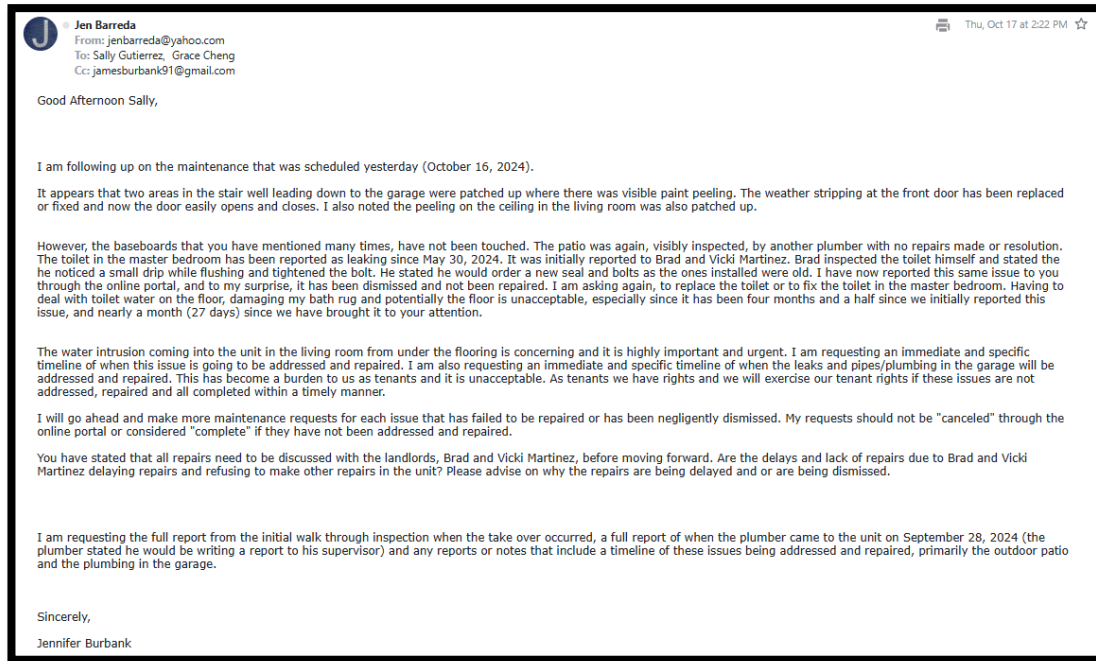 J
Jen Barreda
From: jenbarreda@yahoo.com
To: Sally Gutierrez, Grace Cheng
Cc: jamesburbank91@gmail.com
Thu, Oct 17 at 2:22 PM
Good Afternoon Sally,
I am following up on the maintenance that was scheduled yesterday (October 16, 2024).
It appears that two areas in the stair well leading down to the garage were patched up where there was visible paint peeling. The weather stripping at the front door has been replaced
or fixed and now the door easily opens and closes. I also noted the peeling on the ceiling in the living room was also patched up.
However, the baseboards that you have mentioned many times, have not been touched. The patio was again, visibly inspected, by another plumber with no repairs made or resolution.
The toilet in the master bedroom has been reported as leaking since May 30, 2024. It was initially reported to Brad and Vicki Martinez. Brad inspected the toilet himself and stated the
he noticed a small drip while flushing and tightened the bolt. He stated he would order a new seal and bolts as the ones installed were old. I have now reported this same issue to you
through the online portal, and to my surprise, it has been dismissed and not been repaired. I am asking again, to replace the toilet or to fix the toilet in the master bedroom. Having to
deal with toilet water on the floor, damaging my bath rug and potentially the floor is unacceptable, especially since it has been four months and a half since we initially reported this
issue, and nearly a month (27 days) since we have brought it to your attention.
The water intrusion coming into the unit in the living room from under the flooring is concerning and it is highly important and urgent. I am requesting an immediate and specific
timeline of when this issue is going to be addressed and repaired. I am also requesting an immediate and specific timeline of when the leaks and pipes/plumbing in the garage will be
addressed and repaired. This has become a burden to us as tenants and it is unacceptable. As tenants we have rights and we will exercise our tenant rights if these issues are not
addressed, repaired and all completed within a timely manner.
I will go ahead and make more maintenance requests for each issue that has failed to be repaired or has been negligently dismissed. My requests should not be "canceled" through the
online portal or considered "complete" if they have not been addressed and repaired.
You have stated that all repairs need to be discussed with the landlords, Brad and Vicki Martinez, before moving forward. Are the delays and lack of repairs due to Brad and Vicki
Martinez delaying repairs and refusing to make other repairs in the unit? Please advise on why the repairs are being delayed and or are being dismissed.
I am requesting the full report from the initial walk through inspection when the take over occurred, a full report of when the plumber came to the unit on September 28, 2024 (the
plumber stated he would be writing a report to his supervisor) and any reports or notes that include a timeline of these issues being addressed and repaired, primarily the outdoor patio
and the plumbing in the garage.
Sincerely,
Jennifer Burbank